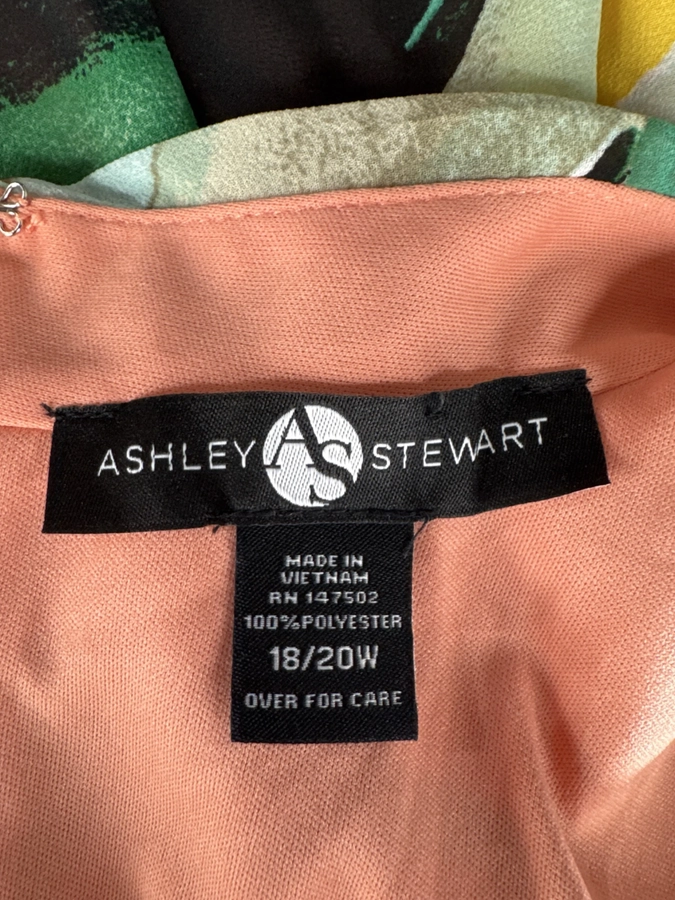 ASHLEY AS STEWART
MADE IN
VIETNAM
RN 147502
100%POLYESTER
18/20W
OVER FOR CARE